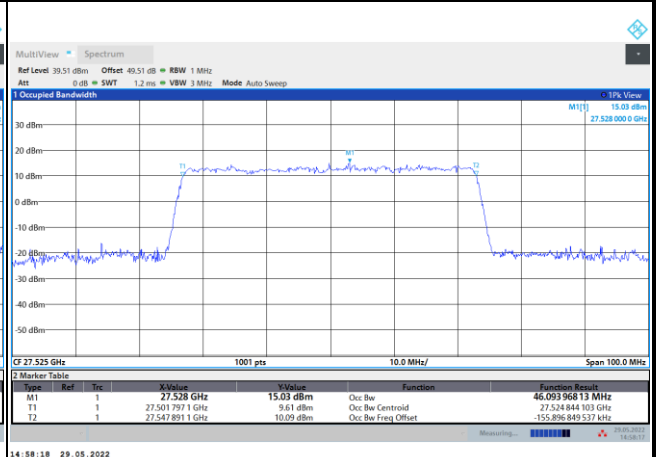 MultiView Spectrum
Ref Level 39.51 dBm Offset 49.51 dB RBW 1 MHz
Att 0 dB SWT 1.2 ms VBW 3 MHz Mode Auto Sweep
1 Occupied Bandwidth 1Pk View
M1[1] 15.03 dBm
27.528 000 0 GHz
30 dBm
20 dBm
M1
T1 T2
10 dBm
0 dBm
-10 dBm
-20 dBm
-30 dBm
-40 dBm
-50 dBm
CF 27.525 GHz 1001 pts 10.0 MHz/ Span 100.0 MHz
2 Marker Table
Type Ref Trc X-Value Y-Value Function Function Result
M1 1 27.528 GHz 15.03 dBm Occ Bw 46.093 968 13 MHz
T1 1 27.501 797 1 GHz 9.61 dBm Occ Bw Centroid 27.524 844 103 GHz
T2 1 27.547 891 1 GHz 10.09 dBm Occ Bw Freq Offset -155.896 849 537 kHz
Measuring... 29.05.2022
14:58:17
14:58:18 29.05.2022